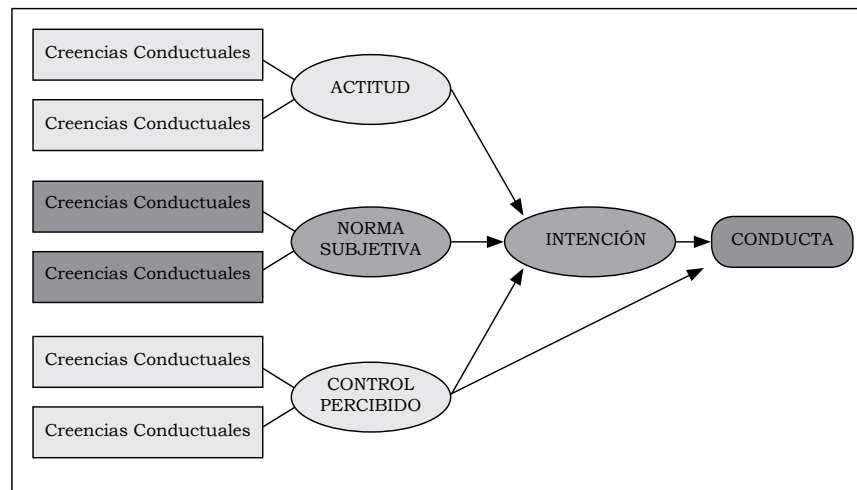 Creencias Conductuales
ACTITUD
Creencias Conductuales
Creencias Conductuales
NORMA
SUBJETIVA
INTENCIÓN
CONDUCTA
Creencias Conductuales
Creencias Conductuales
CONTROL
PERCIBIDO
Creencias Conductuales